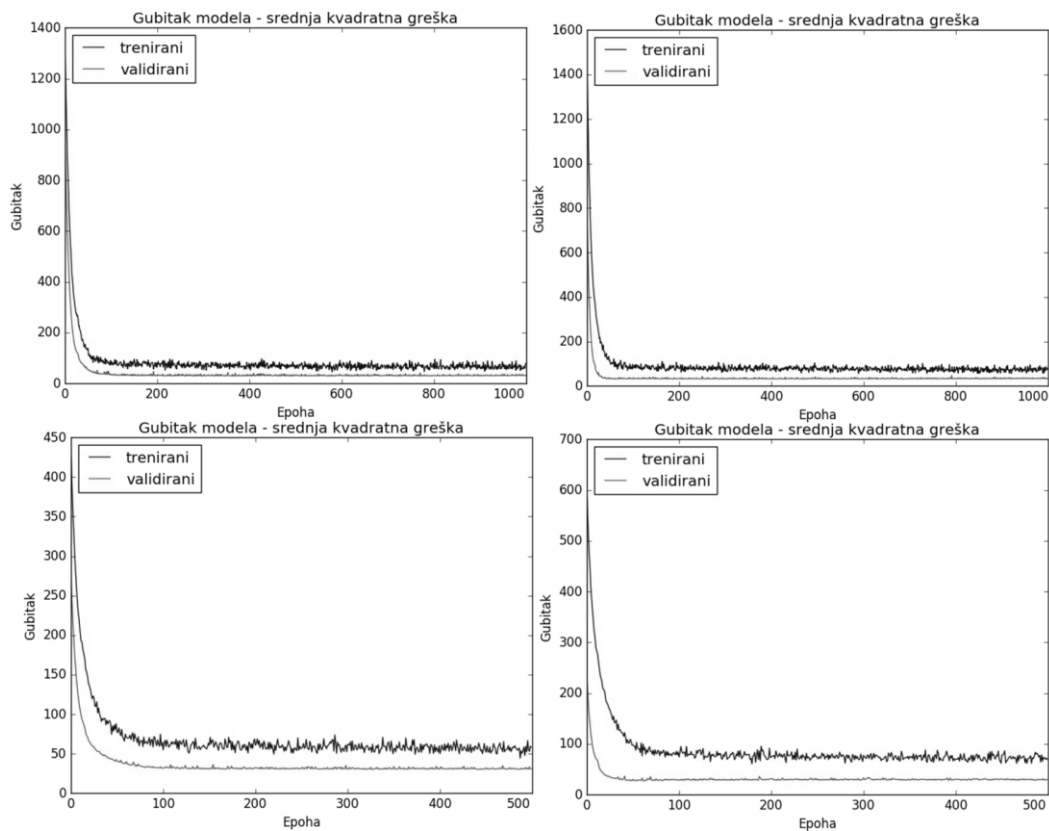 Gubitak modela - srednja kvadratna greška
trenirani
validirani
Gubitak
1400
1200
1000
800
600
400
200
0
0 200 400 600 800 1000
Epoha
Gubitak modela - srednja kvadratna greška
trenirani
validirani
Gubitak
1600
1400
1200
1000
800
600
400
200
0
0 200 400 600 800 1000
Epoha
Gubitak modela - srednja kvadratna greška
trenirani
validirani
Gubitak
450
400
350
300
250
200
150
100
50
0
0 100 200 300 400 500
Epoha
Gubitak modela - srednja kvadratna greška
trenirani
validirani
Gubitak
700
600
500
400
300
200
100
0
0 100 200 300 400 500
Epoha